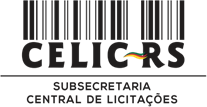 CELIC-RS
SUBSECRETARIA
CENTRAL DE LICITAÇÕES